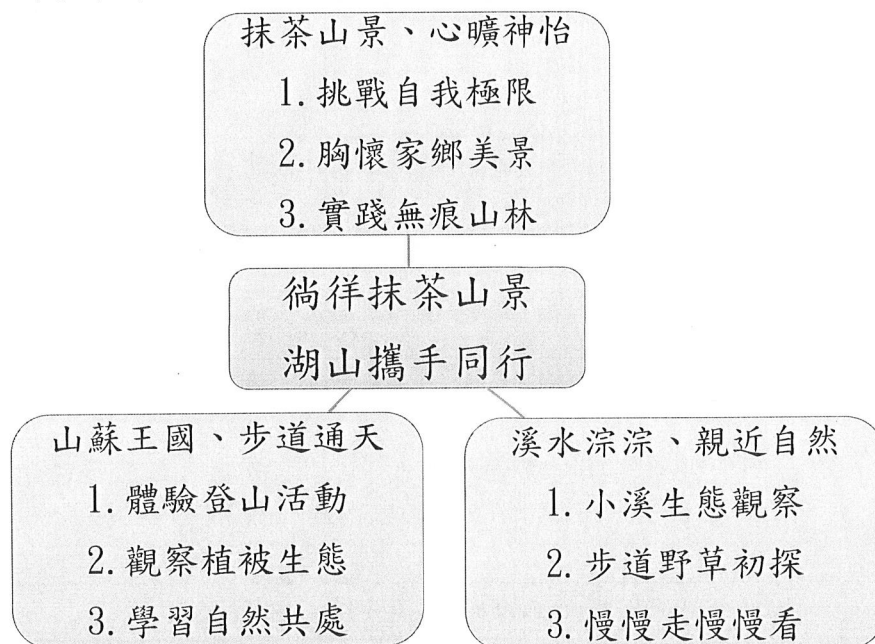 抹茶山景、心曠神怡
1.挑戰自我極限
2.胸懷家鄉美景
3.實踐無痕山林
徜徉抹茶山景
湖山攜手同行
山蘇王國、步道通天
1.體驗登山活動
2.觀察植被生態
3.學習自然共處
溪水淙淙、親近自然
1.小溪生態觀察
2.步道野草初探
3.慢慢走慢慢看